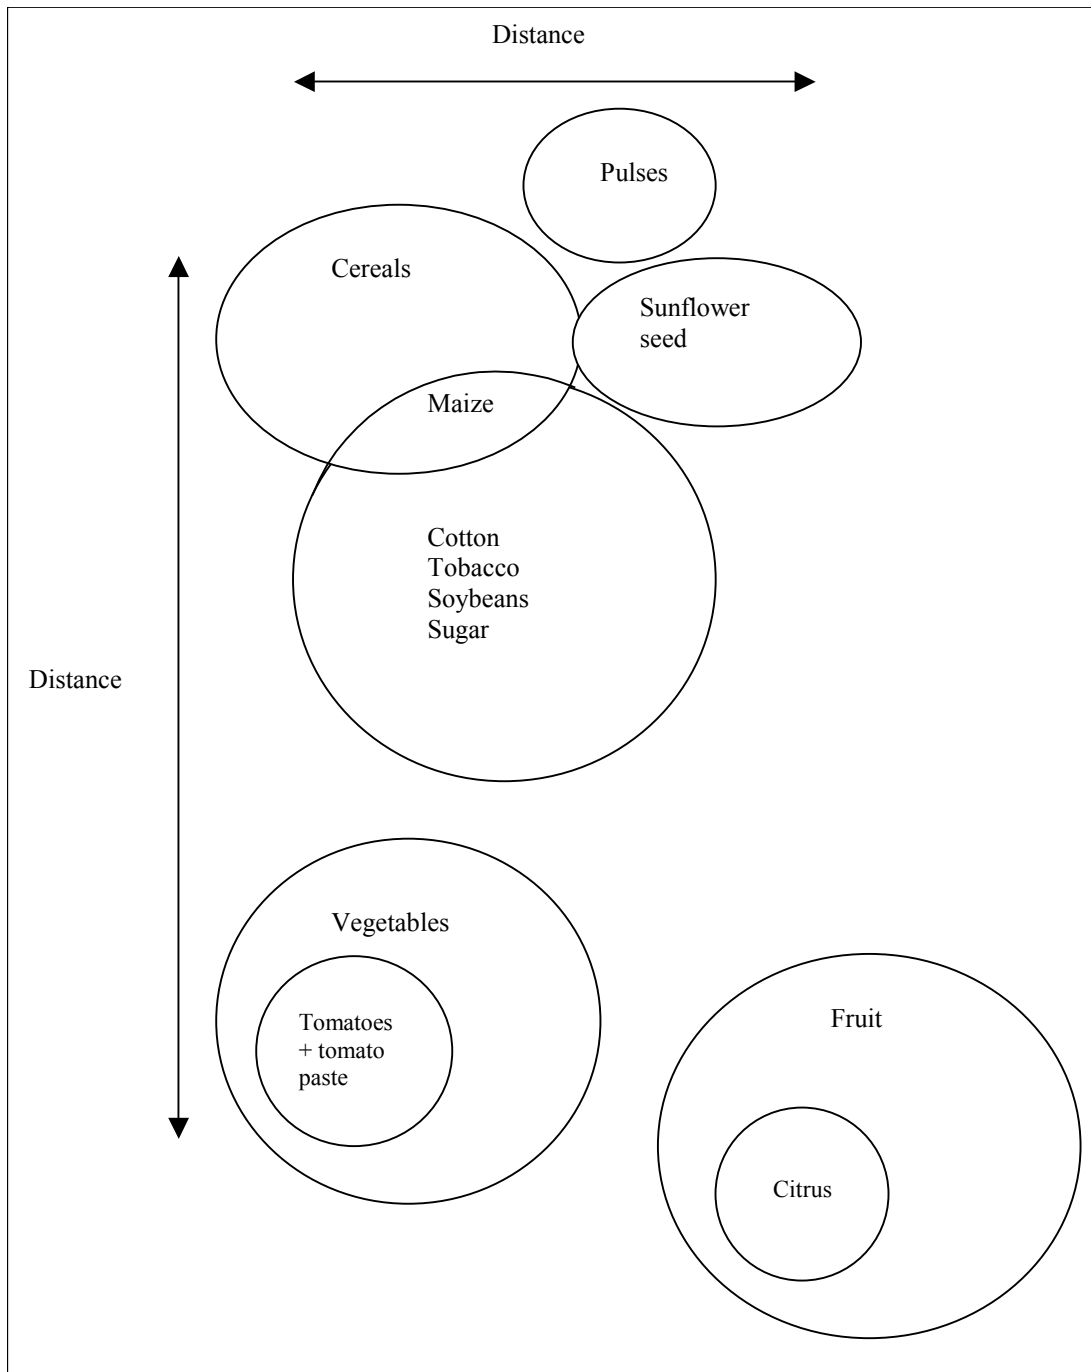 Distance
Pulses
Cereals
Sunflower
seed
Maize
Cotton
Tobacco
Soybeans
Sugar
Distance
Vegetables
Tomatoes
+ tomato
paste
Fruit
Citrus